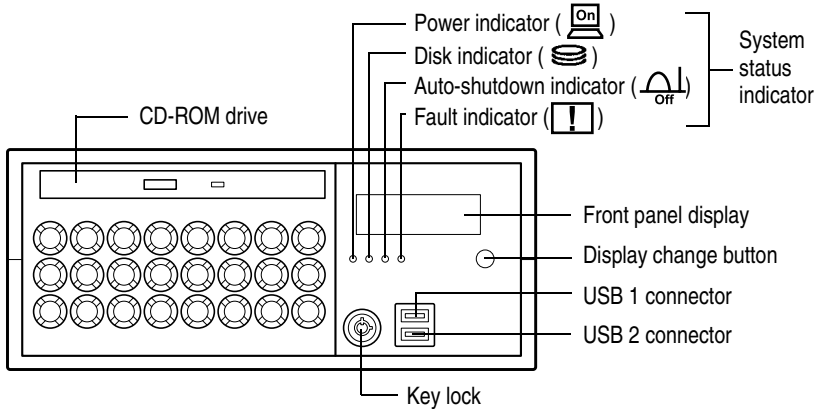 Power indicator ( On )
Disk indicator ( )
Auto-shutdown indicator ( Off )
Fault indicator ( ! )
System
status
indicator
CD-ROM drive
Front panel display
Display change button
USB 1 connector
USB 2 connector
Key lock